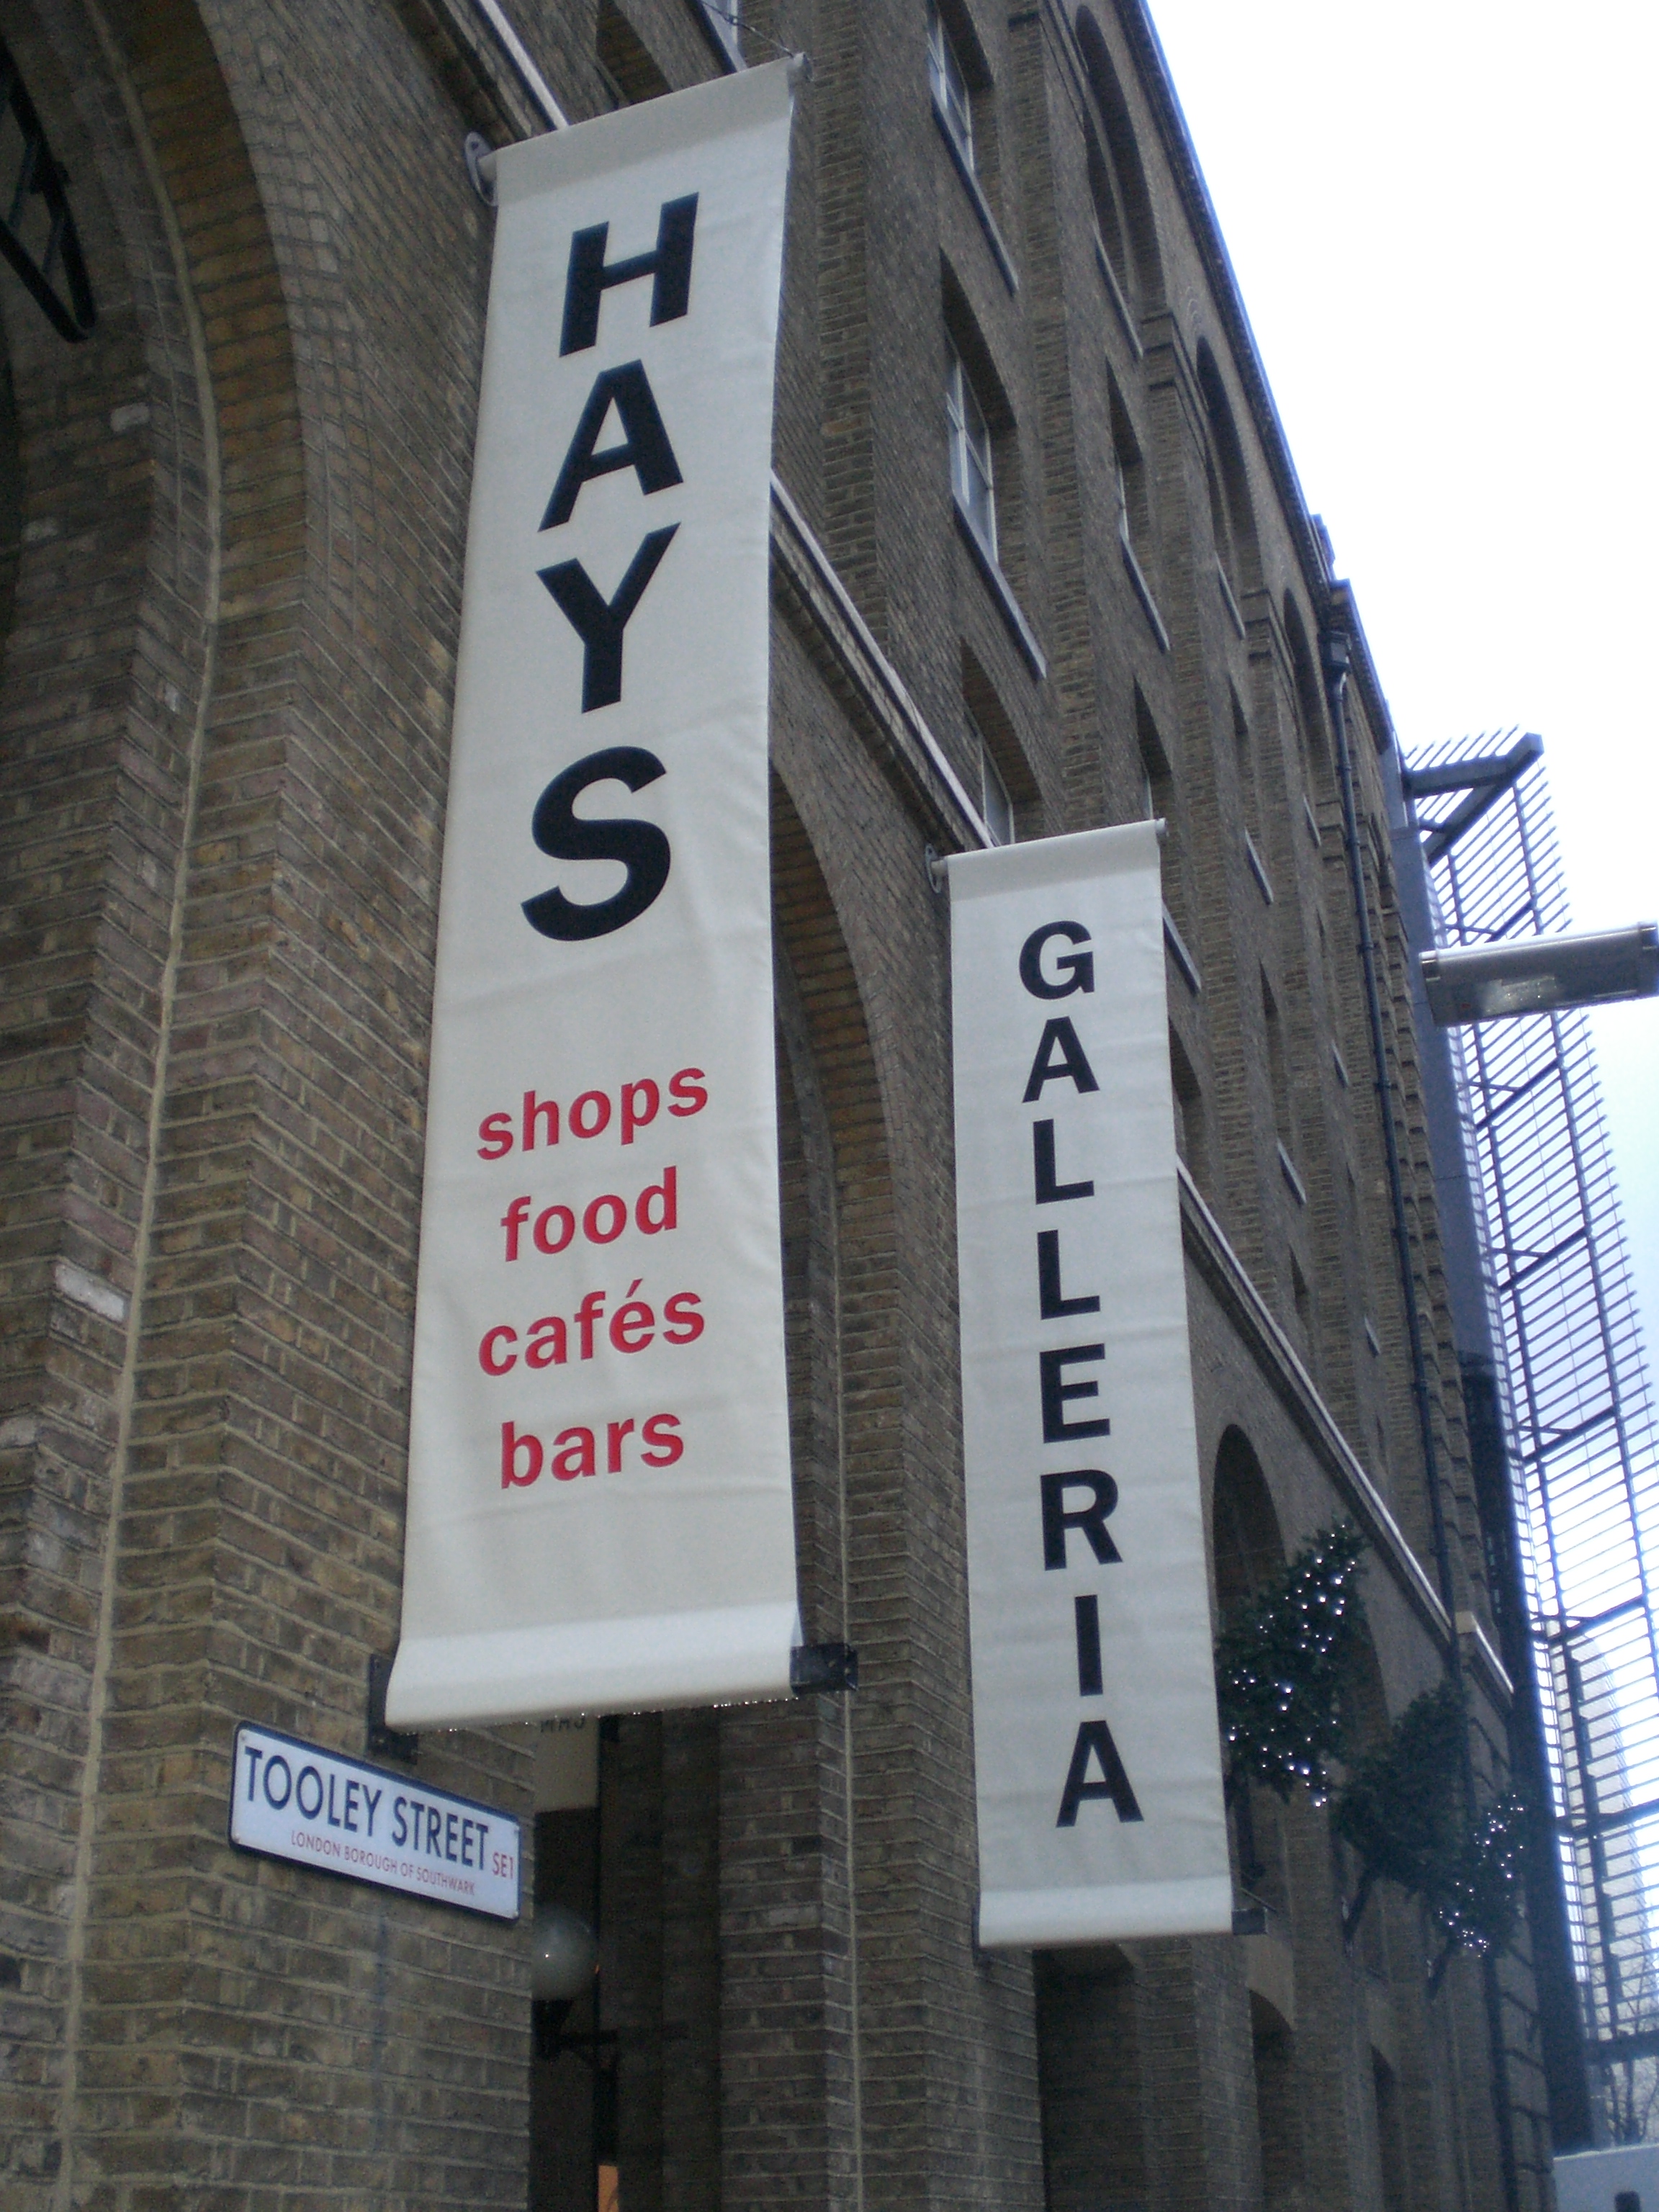 HAYS
shops
food
cafés
bars
GALLERIA
TOOLEY STREET SE1
LONDON BOROUGH OF SOUTHWARK